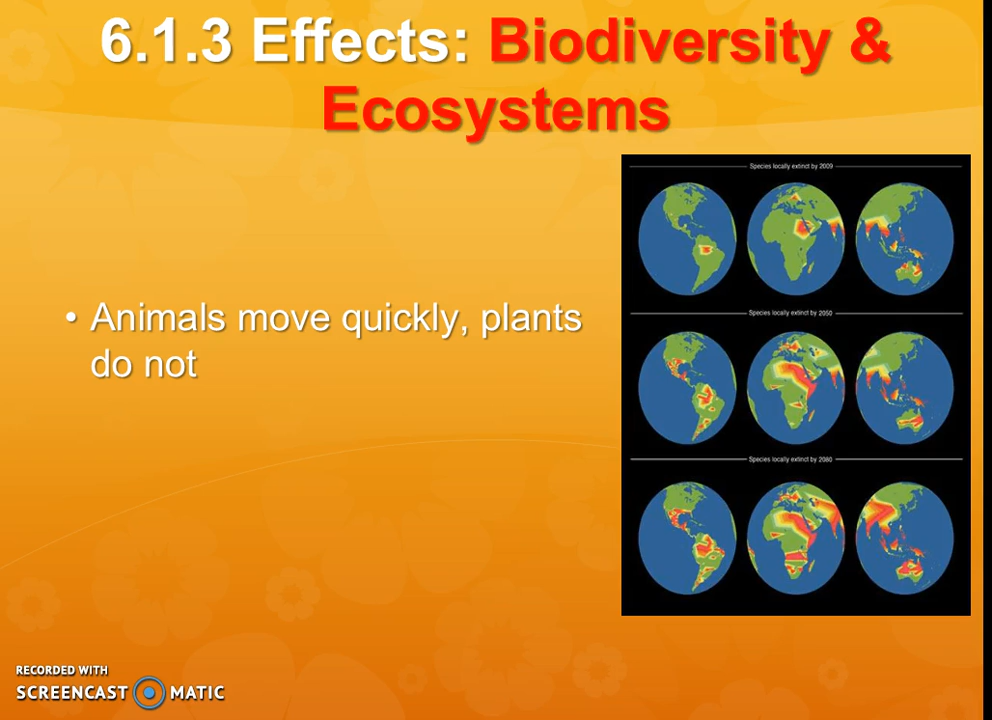 6.1.3 Effects: Biodiversity &
Ecosystems
Species locally extinct by 2009
• Animals move quickly, plants
do not
Species locally extinct by 2050
Species locally extinct by 2080
RECORDED WITH
SCREENCAST MATIC